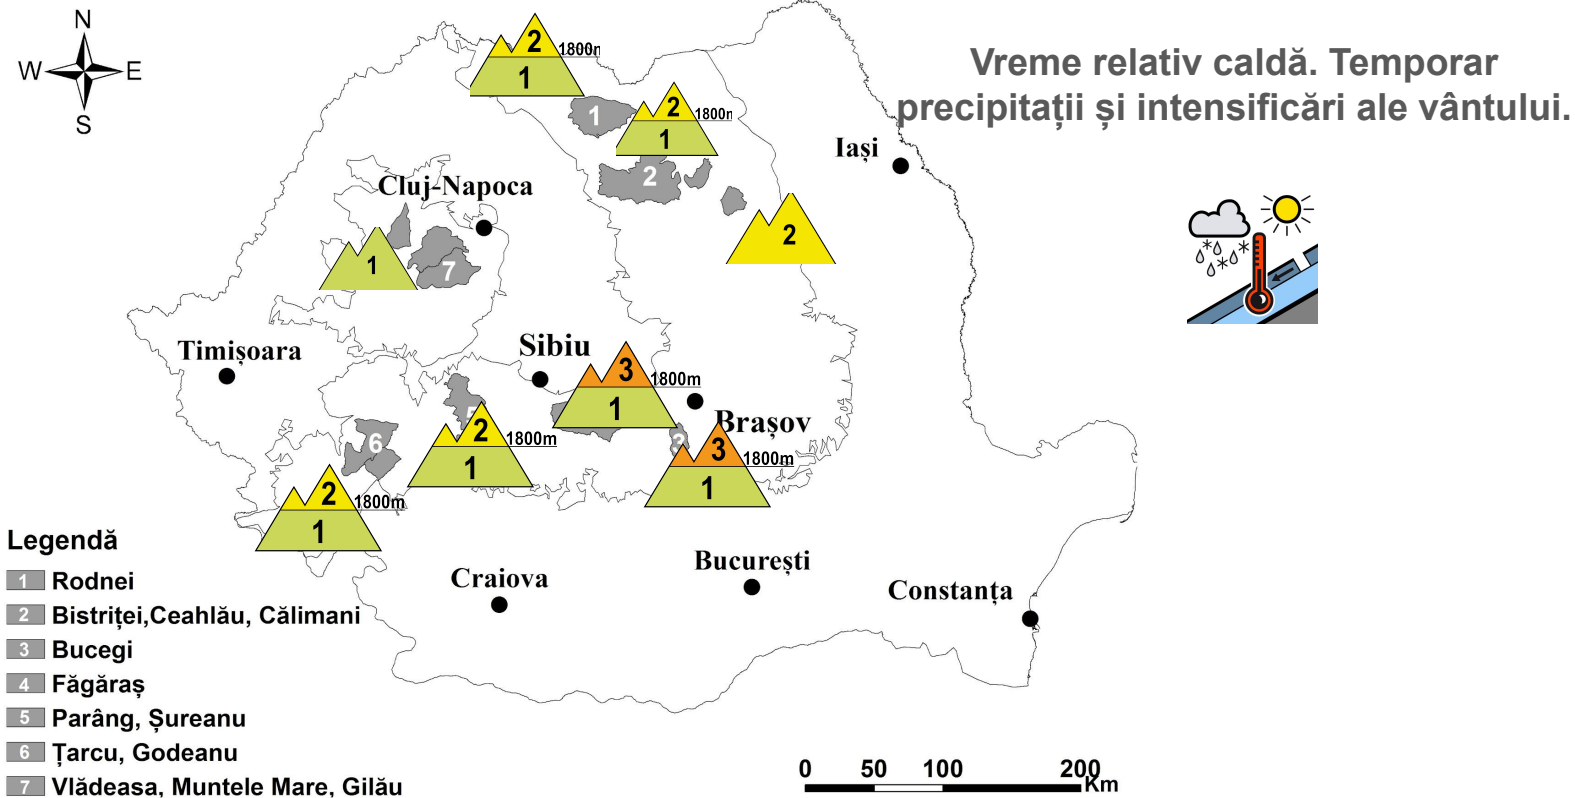 N
W E
S
Vreme relativ caldă. Temporar
precipitații și intensificări ale vântului.
2 1800m
1
1
2 1800m
1
2
Iași
Cluj-Napoca
2
1
7
Timișoara
Sibiu
3 1800m
1
Brașov
5
2 1800m
1
6
3
3 1800m
1
2 1800m
1
Craiova
București
Constanța
Legendă
1 Rodnei
2 Bistriței,Ceahlău, Călimani
3 Bucegi
4 Făgăraș
5 Parâng, Șureanu
6 Țarcu, Godeanu
7 Vlădeasa, Muntele Mare, Gilău
0 50 100 200
Km